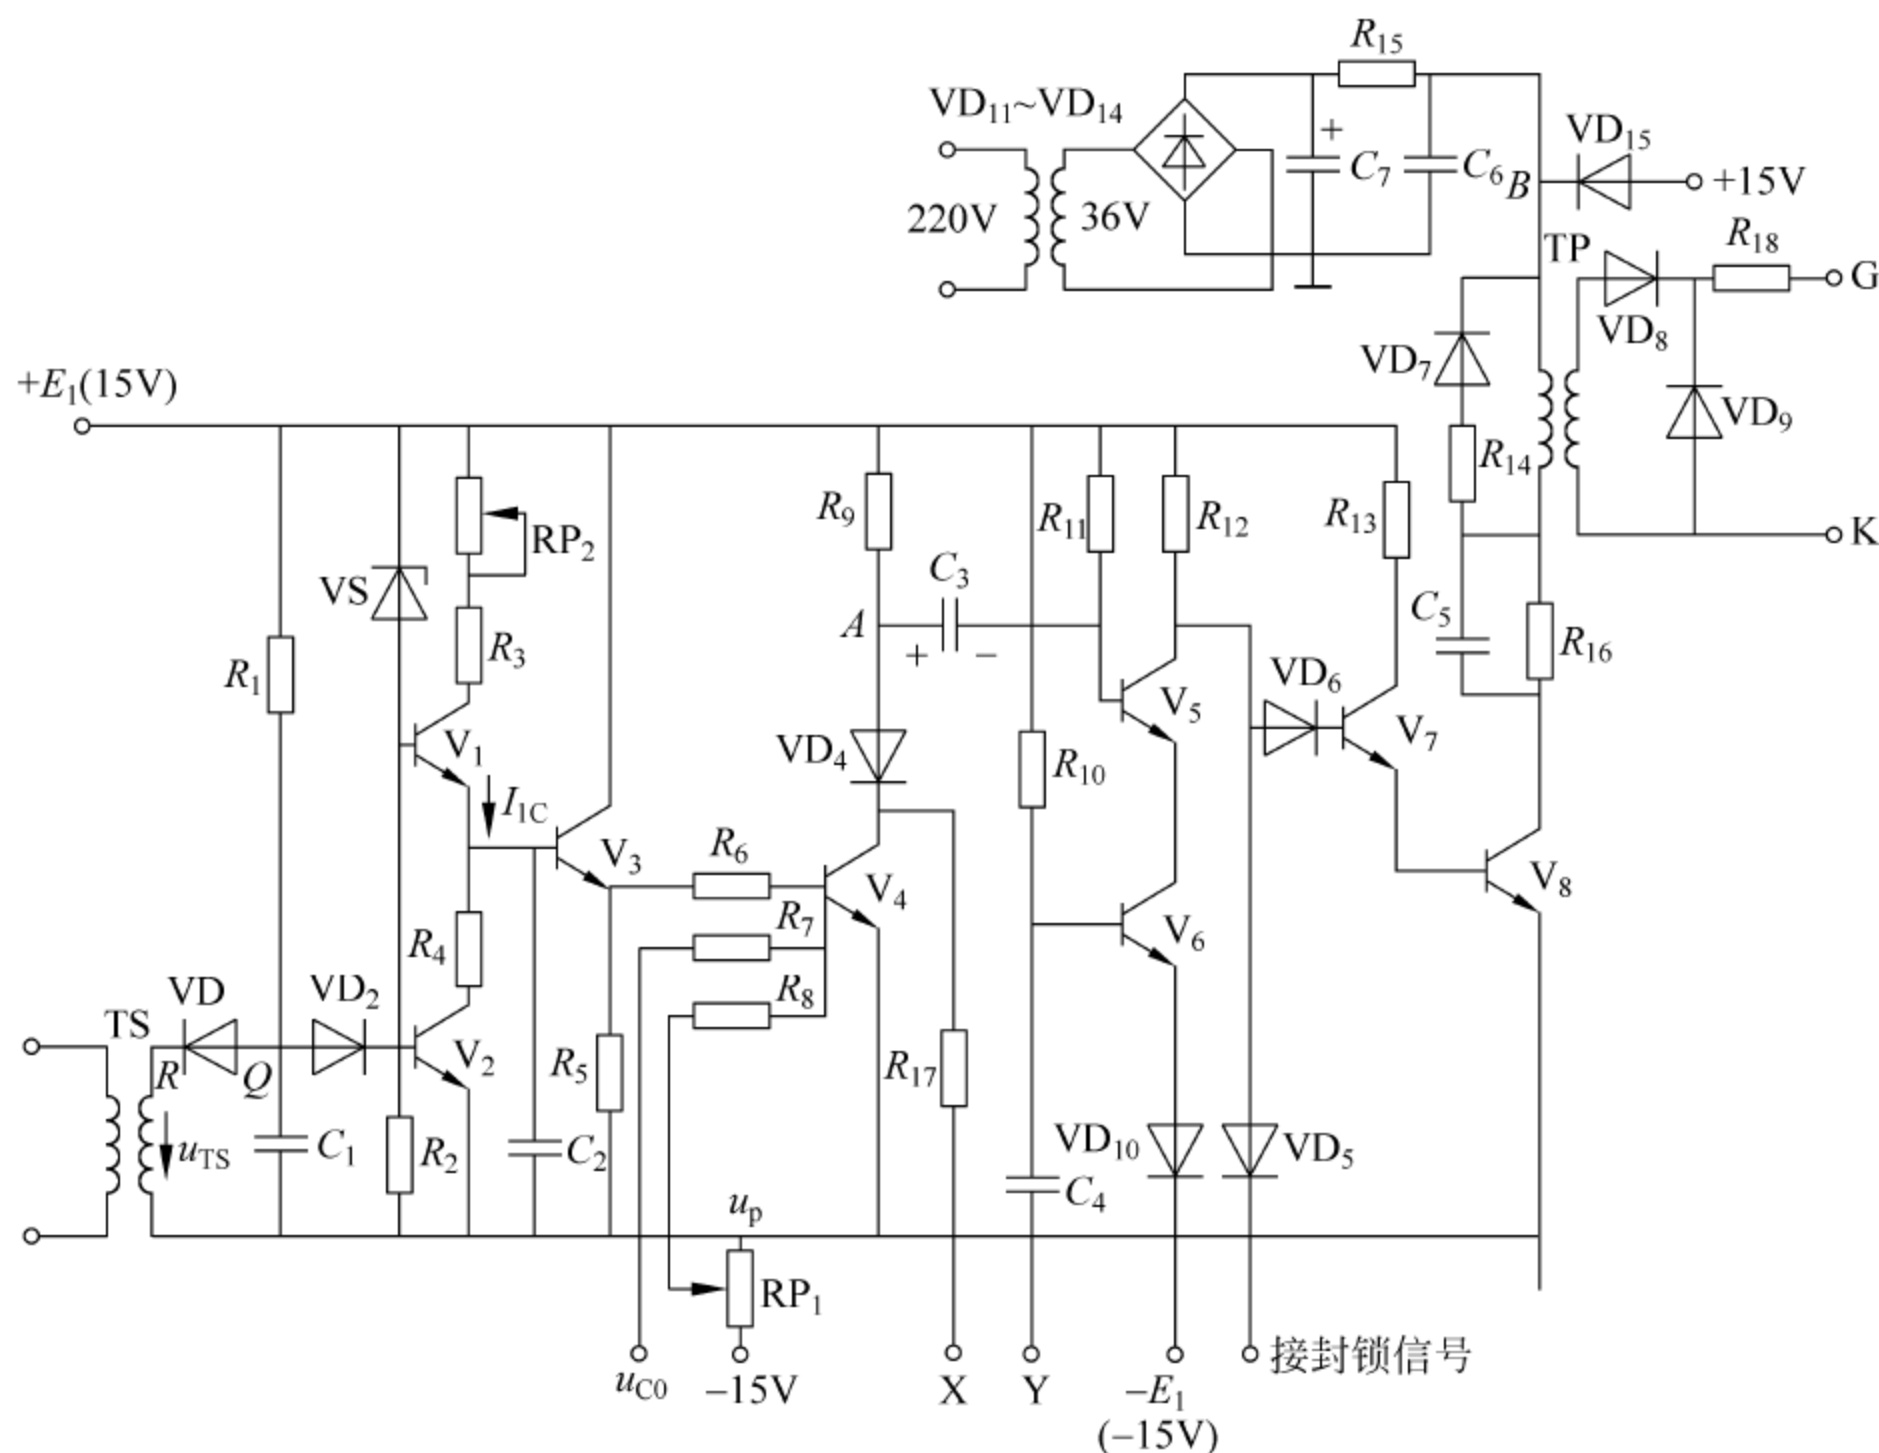 R15
VD11~VD14
+
C7
C6
B
VD15
+15V
220V
36V
TP
R18
G
VD8
VD7
VD9
+E1(15V)
R14
K
RP2
R9
R11
R12
R13
VS
C3
C5
R3
A
+
−
R16
R1
VD6
V1
V5
V7
VD4
R10
I1C
R6
V3
V4
V8
R7
V6
R4
VD
VD2
R8
TS
R
Q
V2
R5
R17
uTS
C1
R2
C2
VD10
VD5
up
C4
RP1
接封锁信号
uC0
−15V
X
Y
−E1
(−15V)